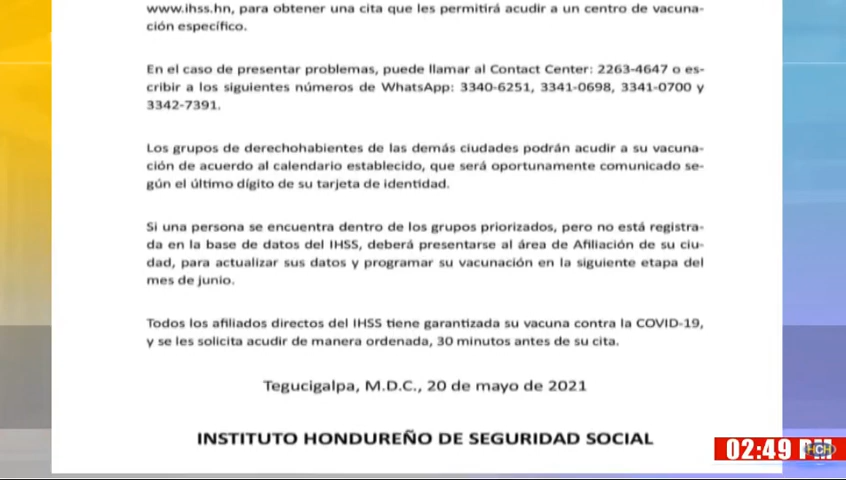 www.ihss.hn, para obtener una cita que les permitirá acudir a un centro de vacuna-
ción específico.
En el caso de presentar problemas, puede llamar al Contact Center: 2263-4647 o es-
cribir a los siguientes números de WhatsApp: 3340-6251, 3341-0698, 3341-0700 y
3342-7391.
Los grupos de derechohabientes de las demás ciudades podrán acudir a su vacuna-
ción de acuerdo al calendario establecido, que será oportunamente comunicado se-
gún el último dígito de su tarjeta de identidad.
Si una persona se encuentra dentro de los grupos priorizados, pero no está registra-
da en la base de datos del IHSS, deberá presentarse al área de Afiliación de su ciu-
dad, para actualizar sus datos y programar su vacunación en la siguiente etapa del
mes de junio.
Todos los afiliados directos del IHSS tiene garantizada su vacuna contra la COVID-19,
y se les solicita acudir de manera ordenada, 30 minutos antes de su cita.
Tegucigalpa, M.D.C., 20 de mayo de 2021
INSTITUTO HONDUREÑO DE SEGURIDAD SOCIAL
02:49 PM
HCH